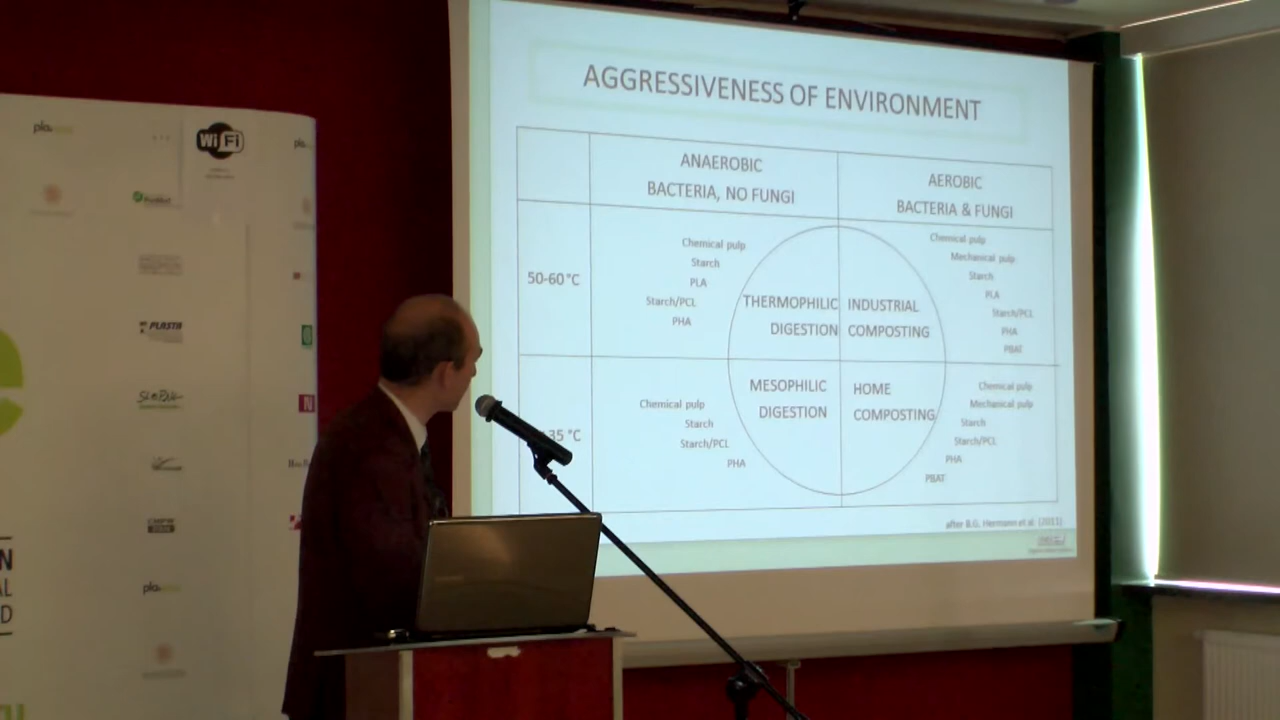 AGGRESSIVENESS OF ENVIRONMENT
ANAEROBIC
BACTERIA, NO FUNGI
AEROBIC
BACTERIA & FUNGI
50-60 °C
Chemical pulp
Starch
PLA
Starch/PCL
PHA
THERMOPHILIC
DIGESTION
INDUSTRIAL
COMPOSTING
Chemical pulp
Mechanical pulp
Starch
PLA
Starch/PCL
PHA
PBAT
35 °C
Chemical pulp
Starch
Starch/PCL
PHA
MESOPHILIC
DIGESTION
HOME
COMPOSTING
Chemical pulp
Mechanical pulp
Starch
Starch/PCL
PHA
PBAT
after B.G. Hermann et al. (2011)
Wi Fi
PLASTA